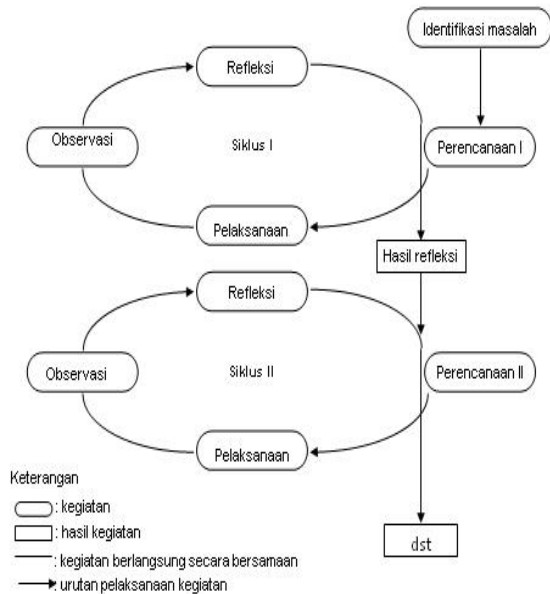 Identifikasi masalah
Refleksi
Observasi
Siklus I
Perencanaan I
Pelaksanaan
Hasil refleksi
Refleksi
Observasi
Siklus II
Perencanaan II
Pelaksanaan
Keterangan
: kegiatan
: hasil kegiatan
: kegiatan berlangsung secara bersamaan
: urutan pelaksanaan kegiatan
dst